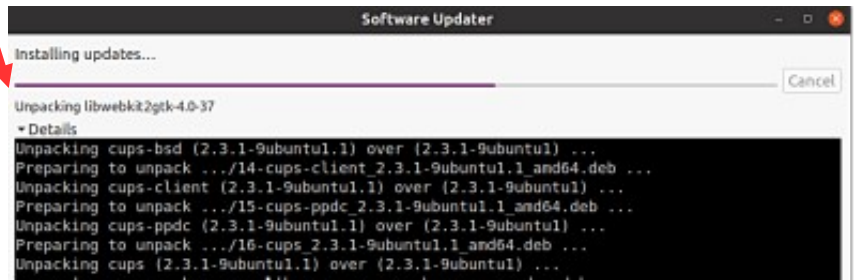 Software Updater
Installing updates...
Cancel
Unpacking libwebkit2gtk-4.0-37
Details
Unpacking cups-bsd (2.3.1-9ubuntu1.1) over (2.3.1-9ubuntu1) ...
Preparing to unpack .../14-cups-client_2.3.1-9ubuntu1.1_amd64.deb ...
Unpacking cups-client (2.3.1-9ubuntu1.1) over (2.3.1-9ubuntu1) ...
Preparing to unpack .../15-cups-ppdc_2.3.1-9ubuntu1.1_amd64.deb ...
Unpacking cups-ppdc (2.3.1-9ubuntu1.1) over (2.3.1-9ubuntu1) ...
Preparing to unpack .../16-cups_2.3.1-9ubuntu1.1_amd64.deb ...
Unpacking cups (2.3.1-9ubuntu1.1) over (2.3.1-9ubuntu1) ...